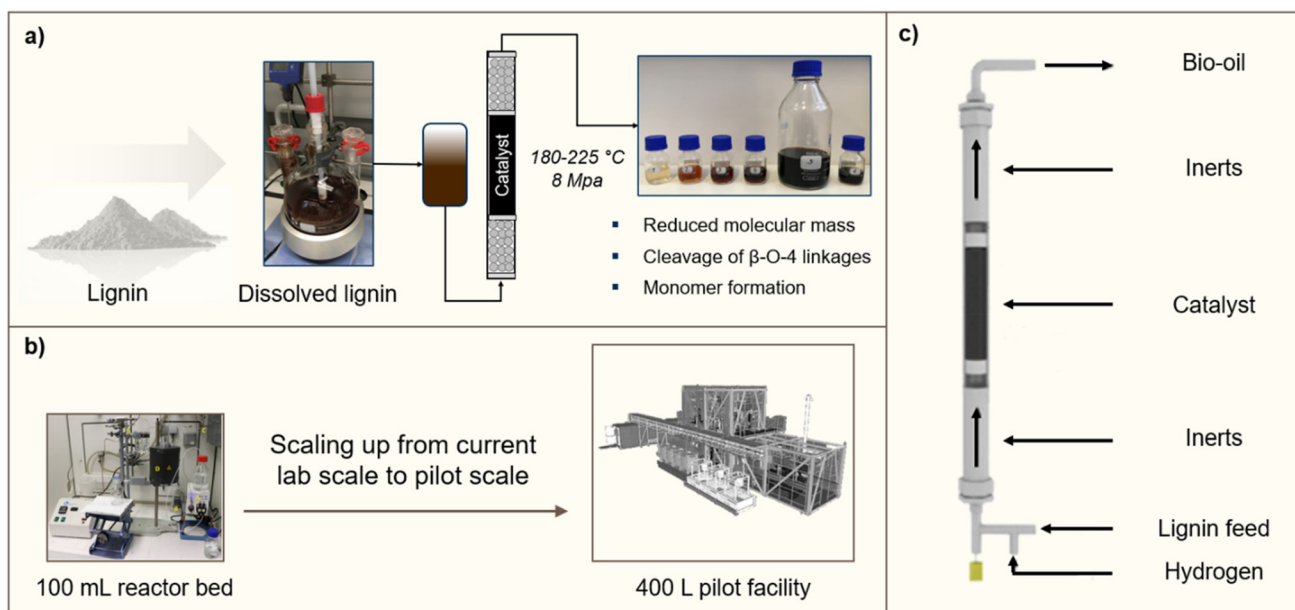 a)
Lignin
Dissolved lignin
Catalyst
180-225 °C
8 Mpa
Reduced molecular mass
Cleavage of β-O-4 linkages
Monomer formation
b)
100 mL reactor bed
Scaling up from current
lab scale to pilot scale
400 L pilot facility
c)
Bio-oil
Inerts
Catalyst
Inerts
Lignin feed
Hydrogen